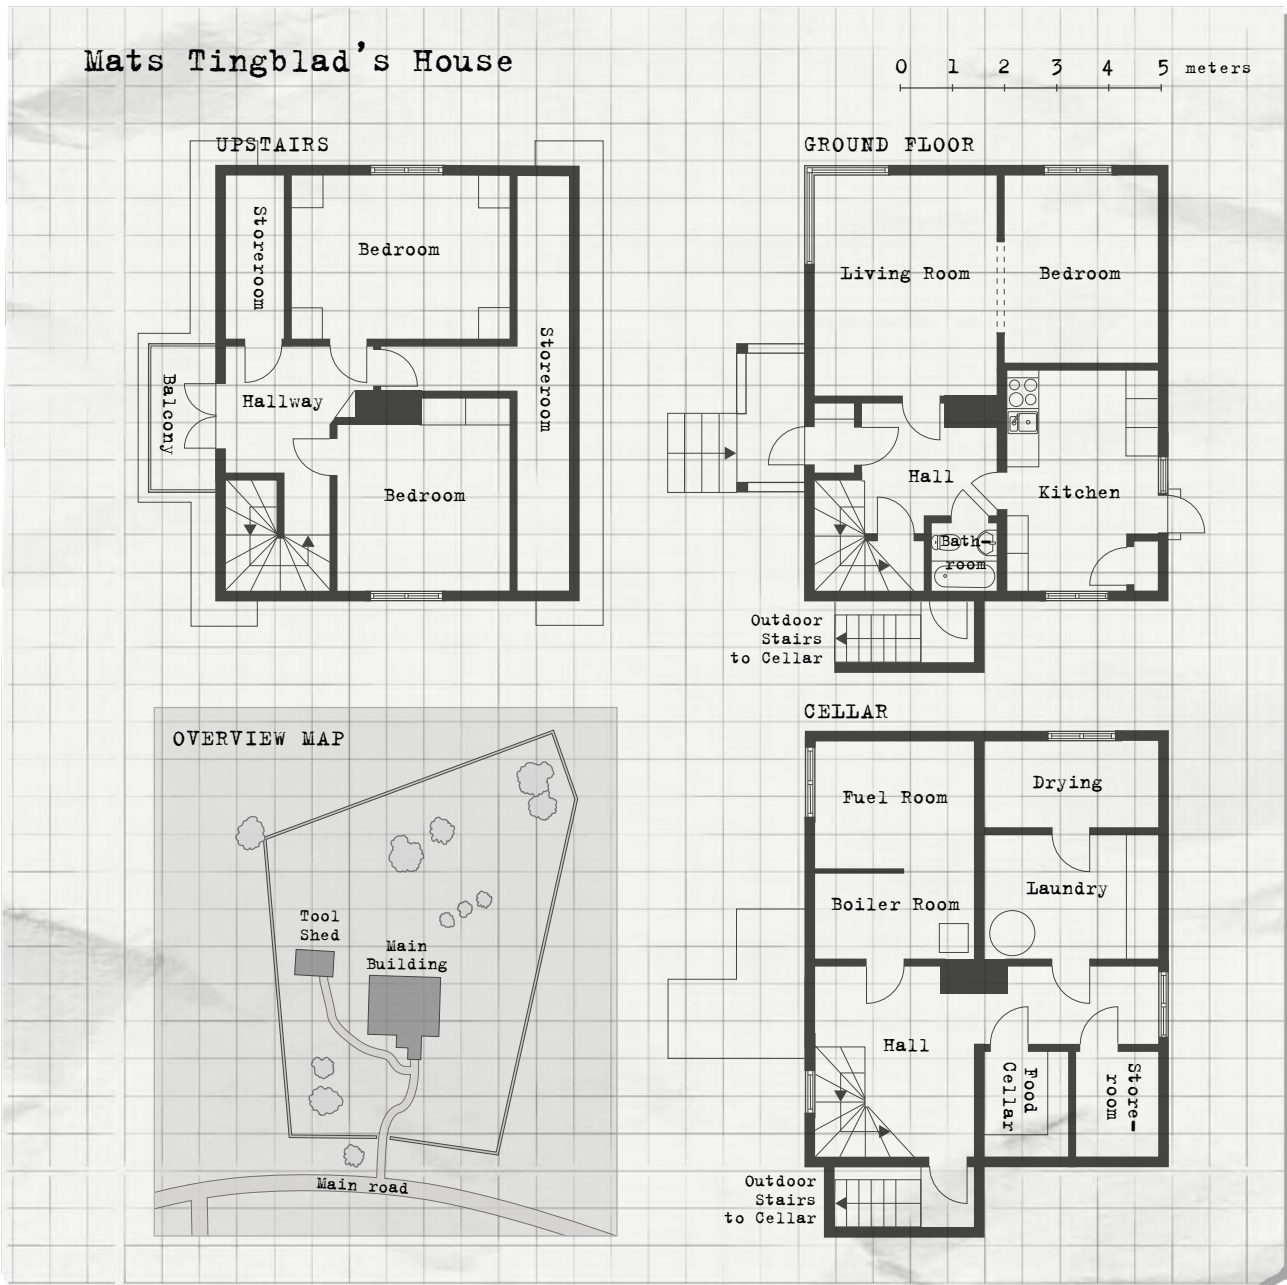 Mats Tingblad's House
0 1 2 3 4 5 meters
UPSTAIRS
Storeroom
Bedroom
Storeroom
Balcony
Hallway
Bedroom
GROUND FLOOR
Living Room
Bedroom
Hall
Kitchen
Bath-
room
Outdoor
Stairs
to Cellar
OVERVIEW MAP
Tool
Shed
Main
Building
Main road
CELLAR
Fuel Room
Drying
Boiler Room
Laundry
Hall
Food
Cellar
Store-
room
Outdoor
Stairs
to Cellar